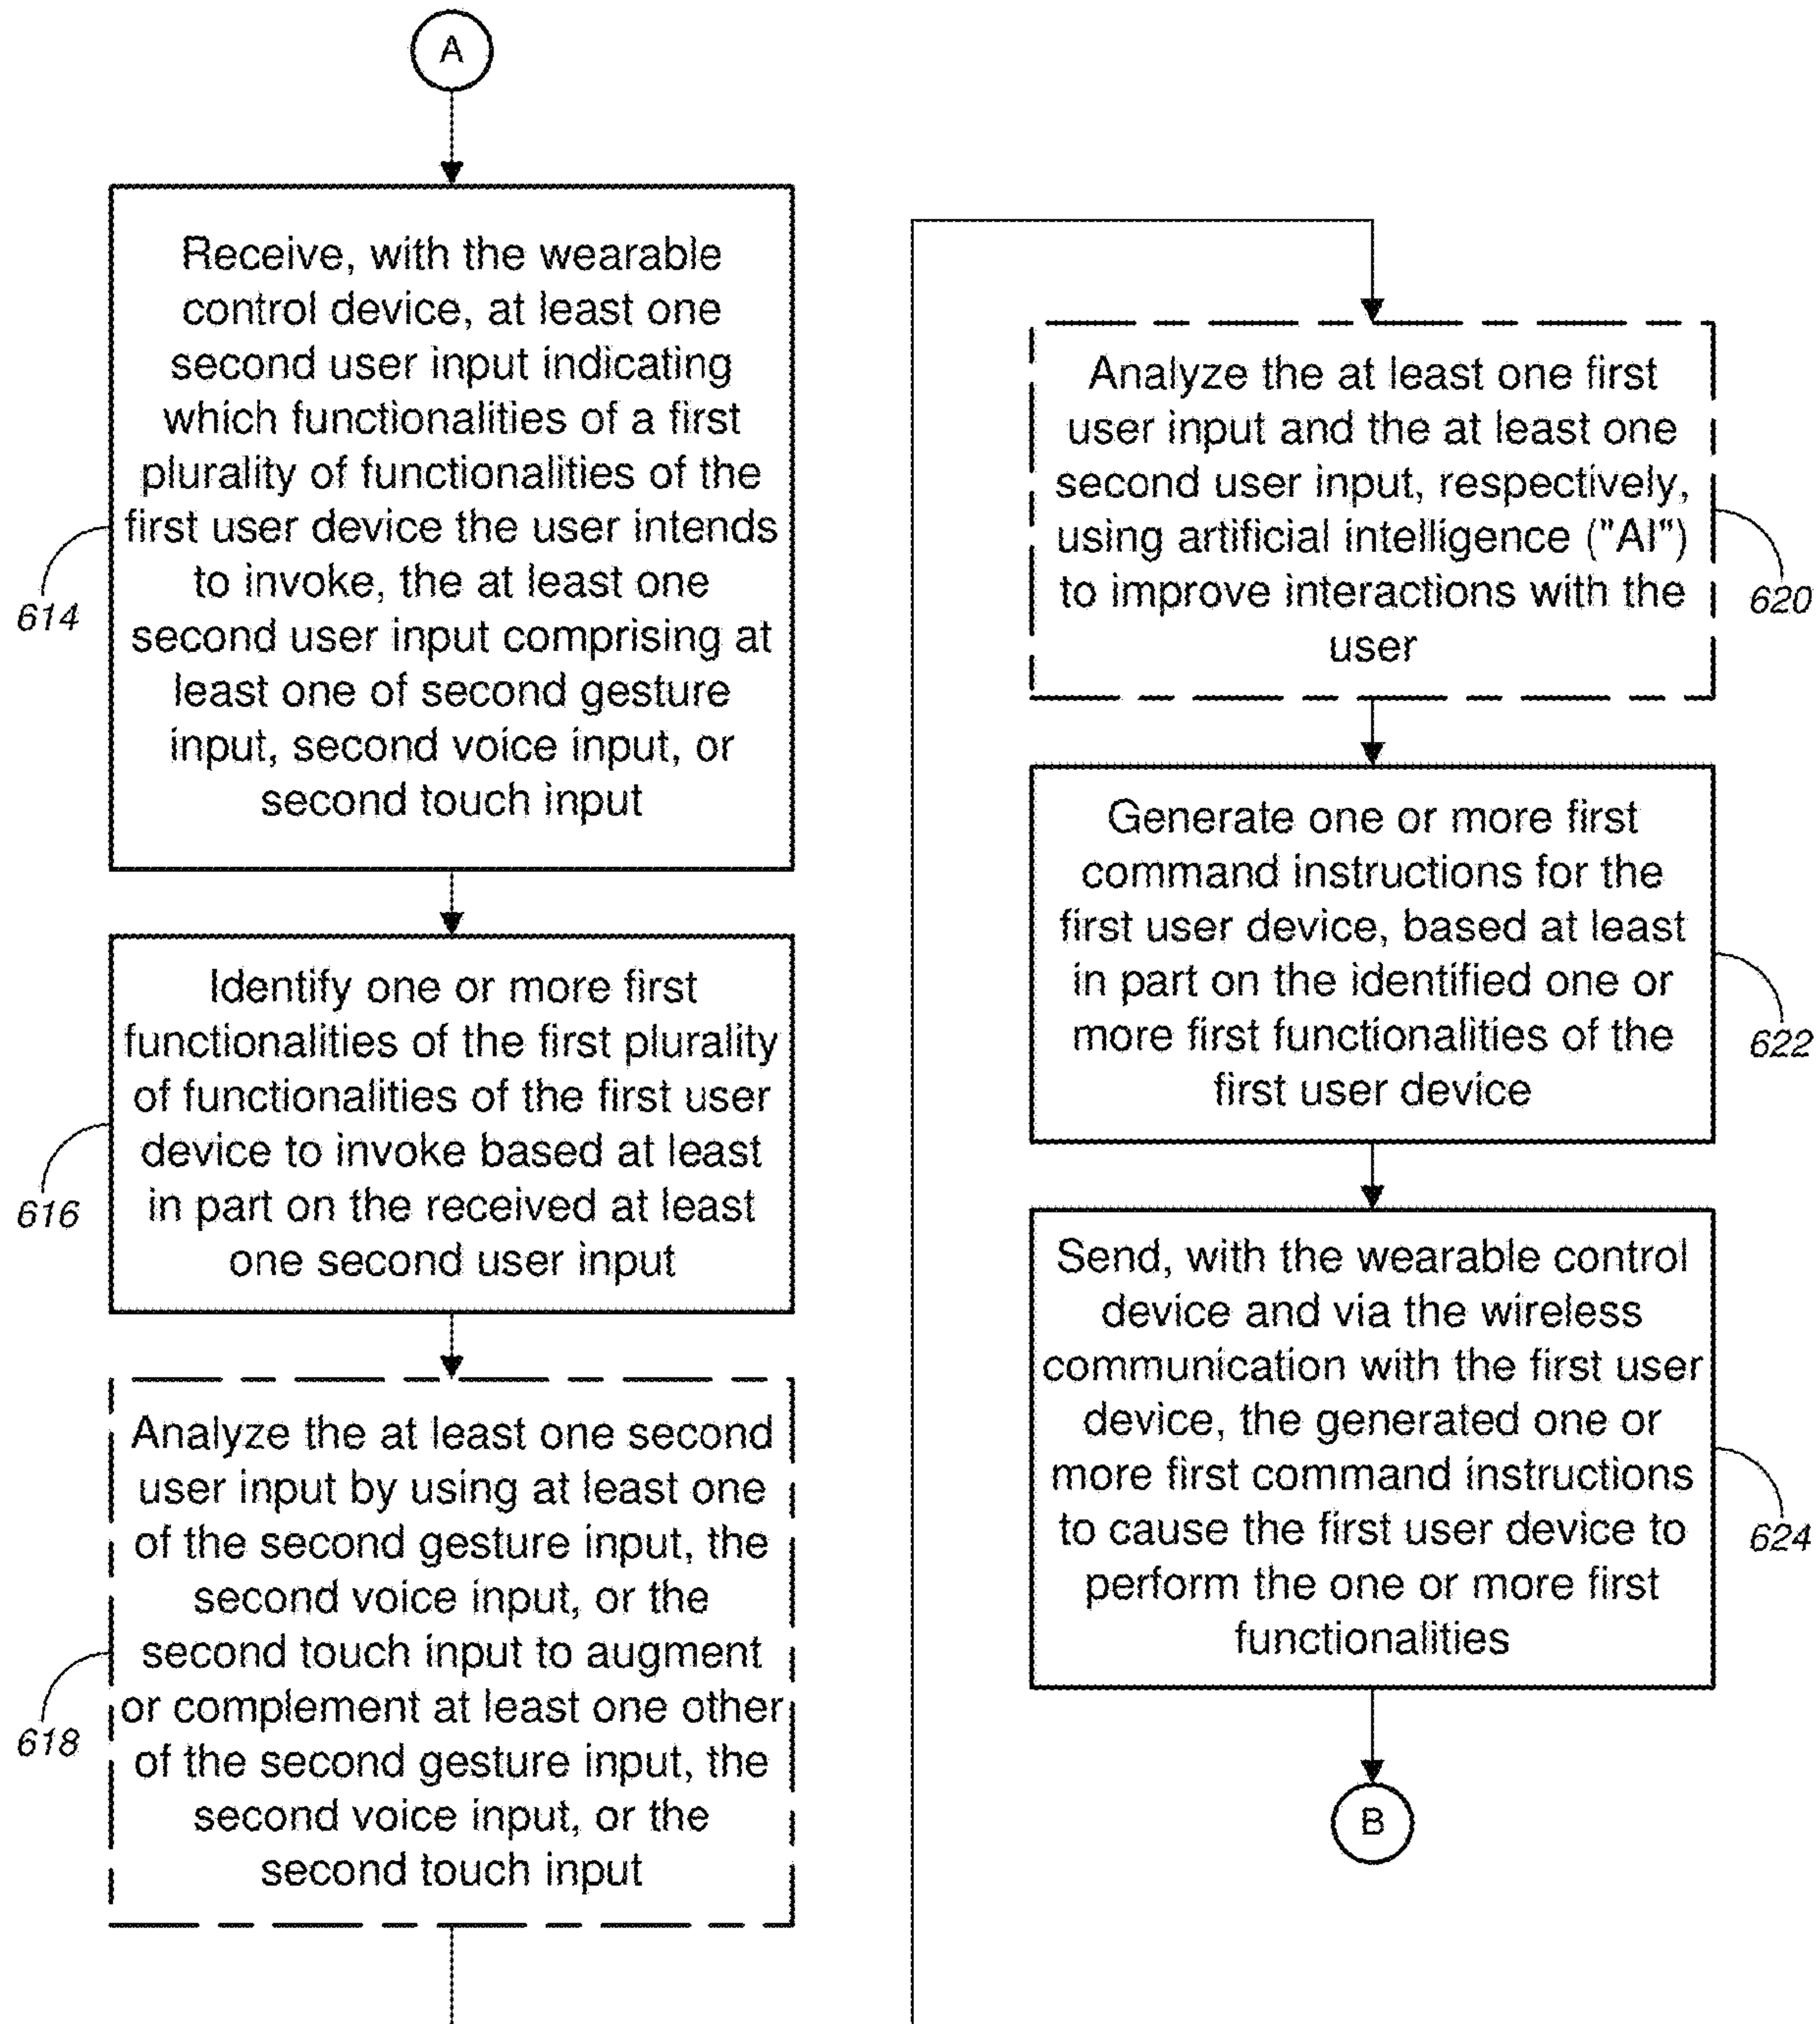 A
Receive, with the wearable
control device, at least one
second user input indicating
which functionalities of a first
plurality of functionalities of the
first user device the user intends
to invoke, the at least one
second user input comprising at
least one of second gesture
input, second voice input, or
second touch input
614
Identify one or more first
functionalities of the first plurality
of functionalities of the first user
device to invoke based at least
in part on the received at least
one second user input
616
Analyze the at least one second
user input by using at least one
of the second gesture input, the
second voice input, or the
second touch input to augment
or complement at least one other
of the second gesture input, the
second voice input, or the
second touch input
618
Analyze the at least one first
user input and the at least one
second user input, respectively,
using artificial intelligence ("AI")
to improve interactions with the
user
620
Generate one or more first
command instructions for the
first user device, based at least
in part on the identified one or
more first functionalities of the
first user device
622
Send, with the wearable control
device and via the wireless
communication with the first user
device, the generated one or
more first command instructions
to cause the first user device to
perform the one or more first
functionalities
624
B